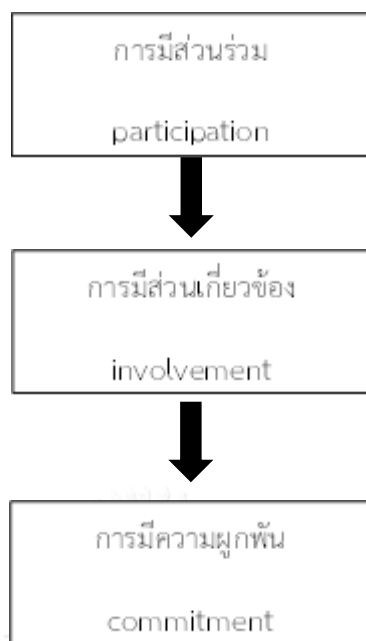 การมีส่วนร่วม
participation
การมีส่วนเกี่ยวข้อง
involvement
การมีความผูกพัน
commitment